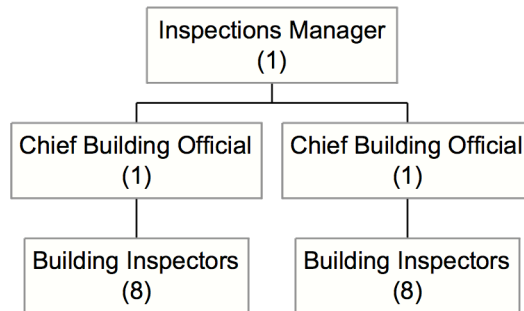 Inspections Manager
(1)
Chief Building Official
(1)
Chief Building Official
(1)
Building Inspectors
(8)
Building Inspectors
(8)